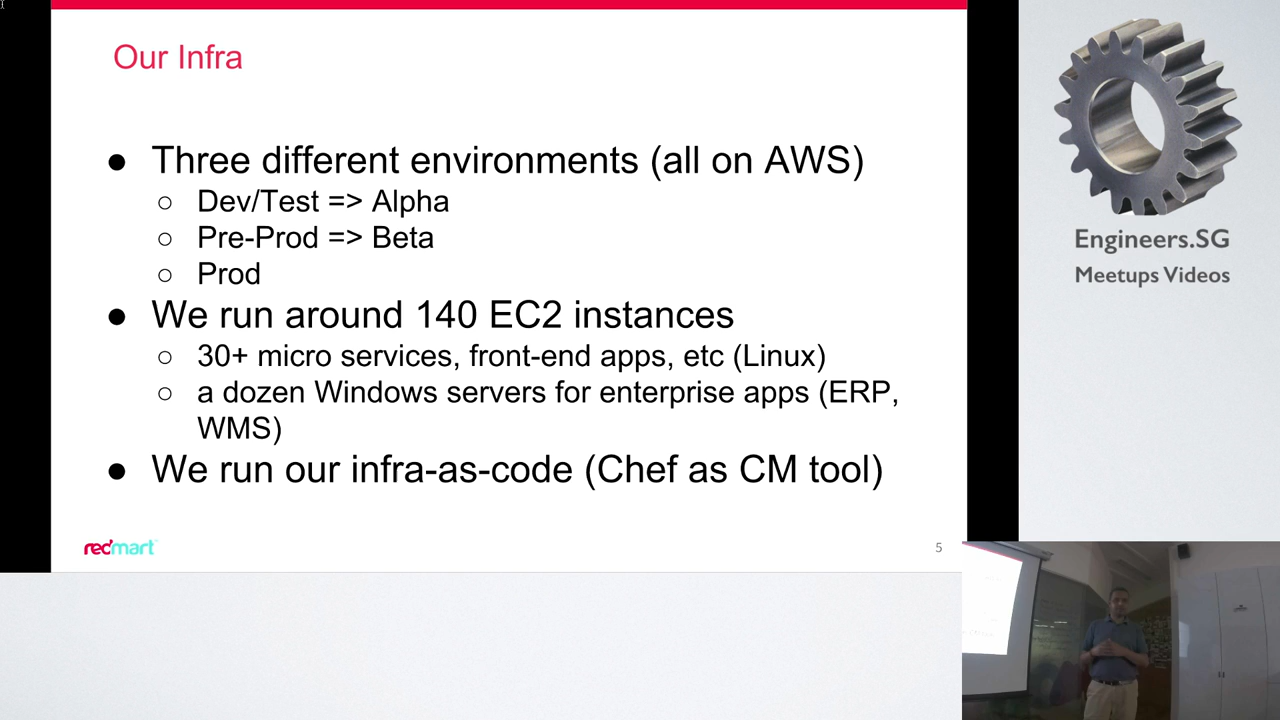 Our Infra
● Three different environments (all on AWS)
○ Dev/Test => Alpha
○ Pre-Prod => Beta
○ Prod
● We run around 140 EC2 instances
○ 30+ micro services, front-end apps, etc (Linux)
○ a dozen Windows servers for enterprise apps (ERP,
WMS)
● We run our infra-as-code (Chef as CM tool)
redmart
5
Engineers.SG
Meetups Videos